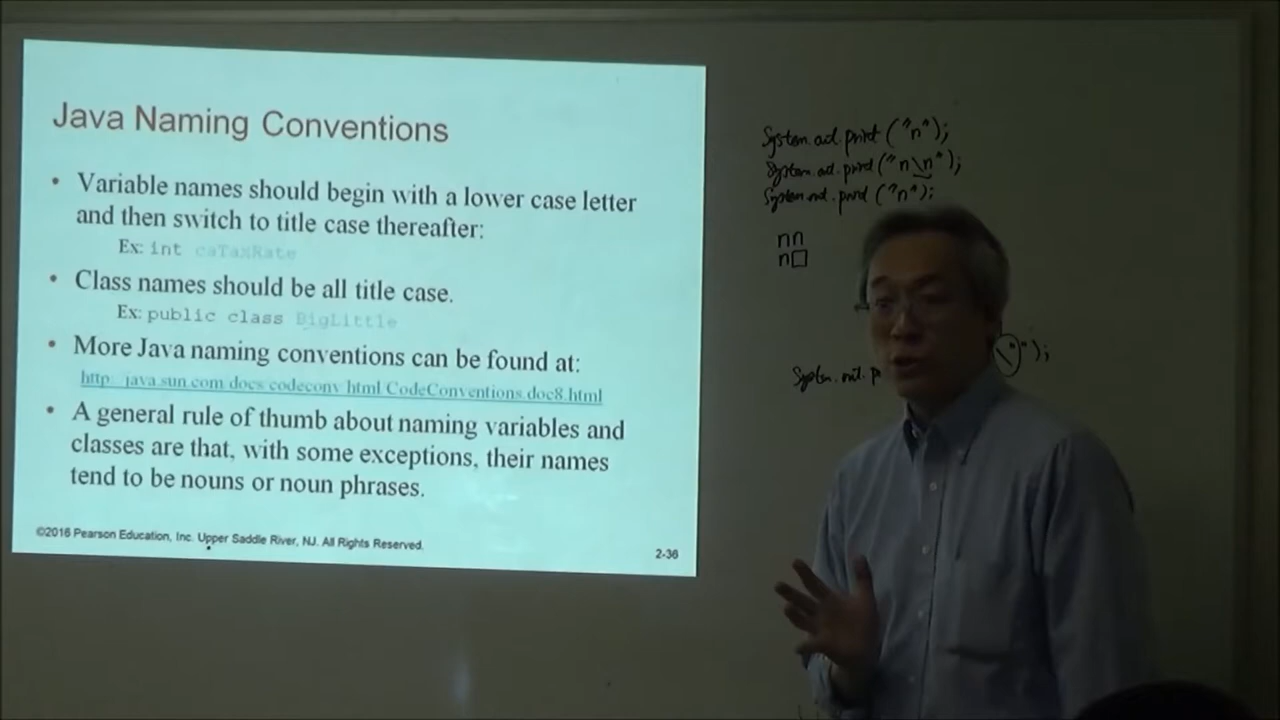 Java Naming Conventions
• Variable names should begin with a lower case letter
and then switch to title case thereafter:
Ex: int caTaxRate
• Class names should be all title case.
Ex: public class BigLittle
• More Java naming conventions can be found at:
http://java.sun.com/docs/codeconv/html/CodeConventions.doc8.html
• A general rule of thumb about naming variables and
classes are that, with some exceptions, their names
tend to be nouns or noun phrases.
©2016 Pearson Education, Inc. Upper Saddle River, NJ. All Rights Reserved.
2-36
System.out.print("n");
System.out.print("n\n");
System.out.print("n");
nn
n
System.out.p \" ");